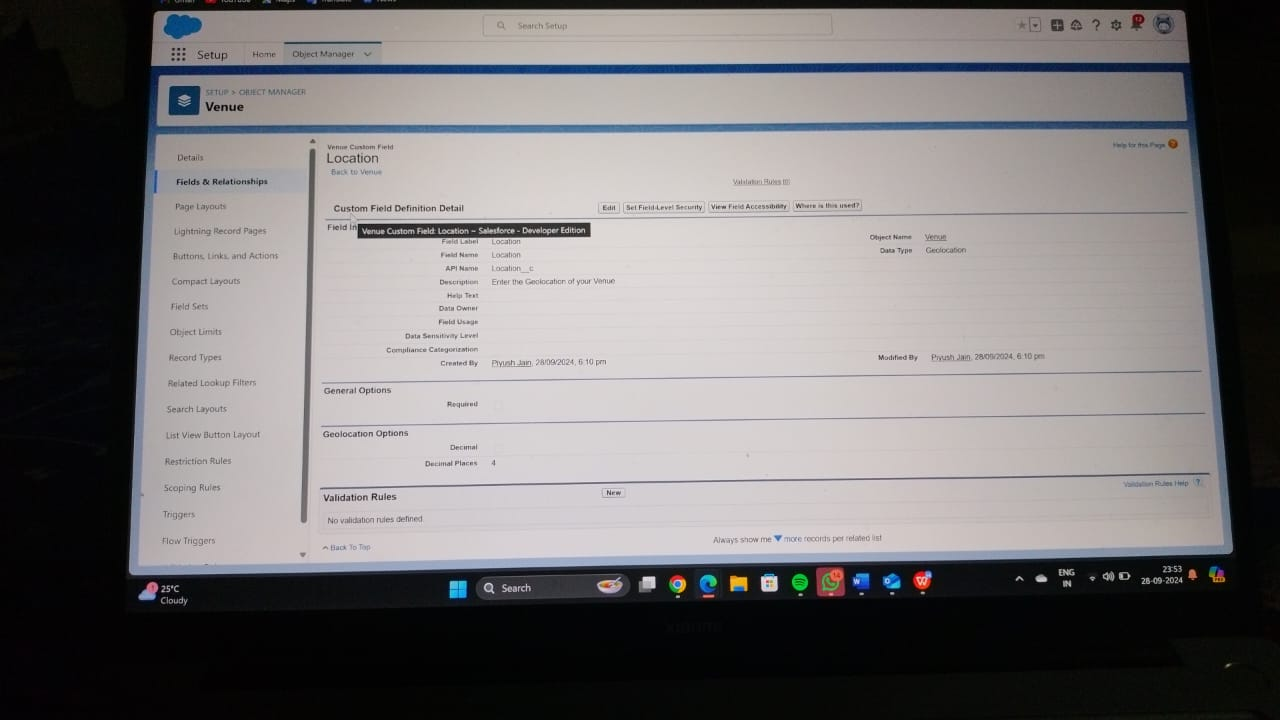 Search Setup
12
Setup
Home
Object Manager
SETUP > OBJECT MANAGER
Venue
Details
Fields & Relationships
Page Layouts
Lightning Record Pages
Buttons, Links, and Actions
Compact Layouts
Field Sets
Object Limits
Record Types
Related Lookup Filters
Search Layouts
List View Button Layout
Restriction Rules
Scoping Rules
Triggers
Flow Triggers
Venue Custom Field
Location
Back to Venue
Help for this Page ?
Validation Rules [0]
Custom Field Definition Detail
Edit
Set Field-Level Security
View Field Accessibility
Where is this used?
Field In
Venue Custom Field: Location ~ Salesforce - Developer Edition
Field Label Location
Object Name Venue
Field Name Location
Data Type Geolocation
API Name Location__c
Description Enter the Geolocation of your Venue
Help Text
Data Owner
Field Usage
Data Sensitivity Level
Compliance Categorization
Created By Piyush Jain, 28/09/2024, 6:10 pm
Modified By Piyush Jain, 28/09/2024, 6:10 pm
General Options
Required
Geolocation Options
Decimal
Decimal Places 4
Validation Rules
New
Validation Rules Help ?
No validation rules defined.
Back To Top
Always show me more records per related list
25°C
Cloudy
Search
ENG
IN
23:53
28-09-2024
xiaomi